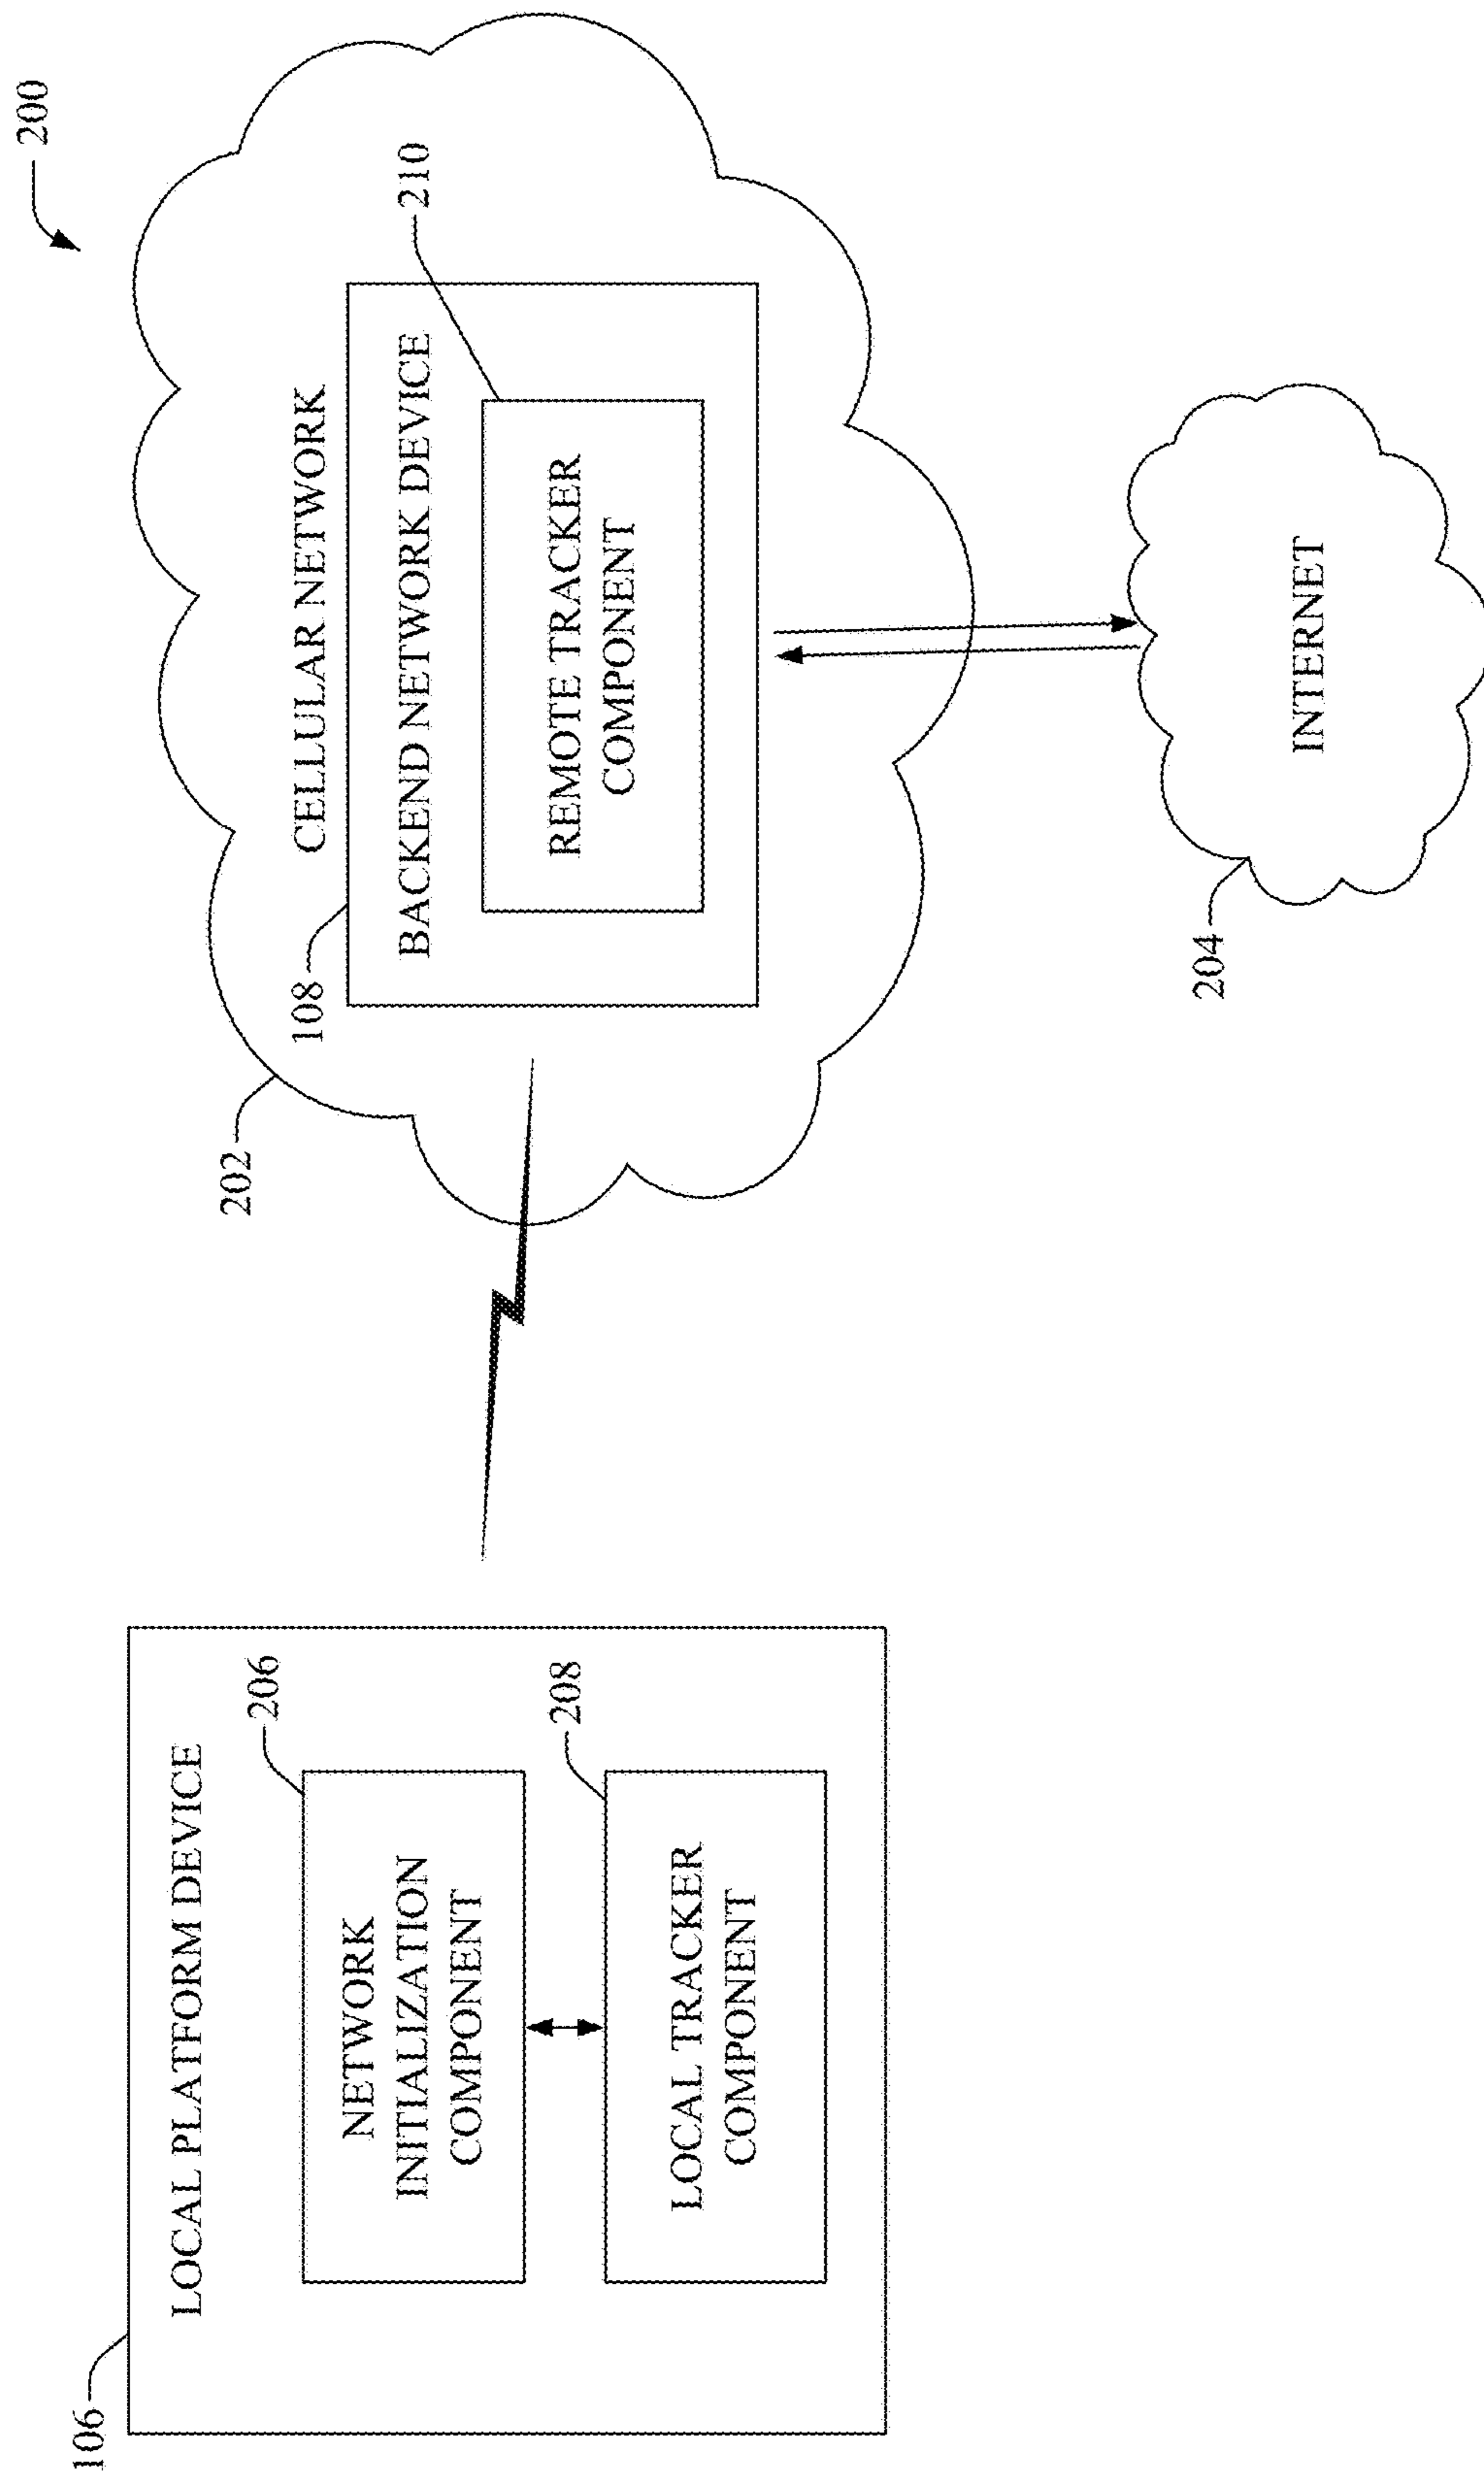 200
106
LOCAL PLATFORM DEVICE
206
NETWORK
INITIALIZATION
COMPONENT
208
LOCAL TRACKER
COMPONENT
202
CELLULAR NETWORK
108
BACKEND NETWORK DEVICE
210
REMOTE TRACKER
COMPONENT
204
INTERNET